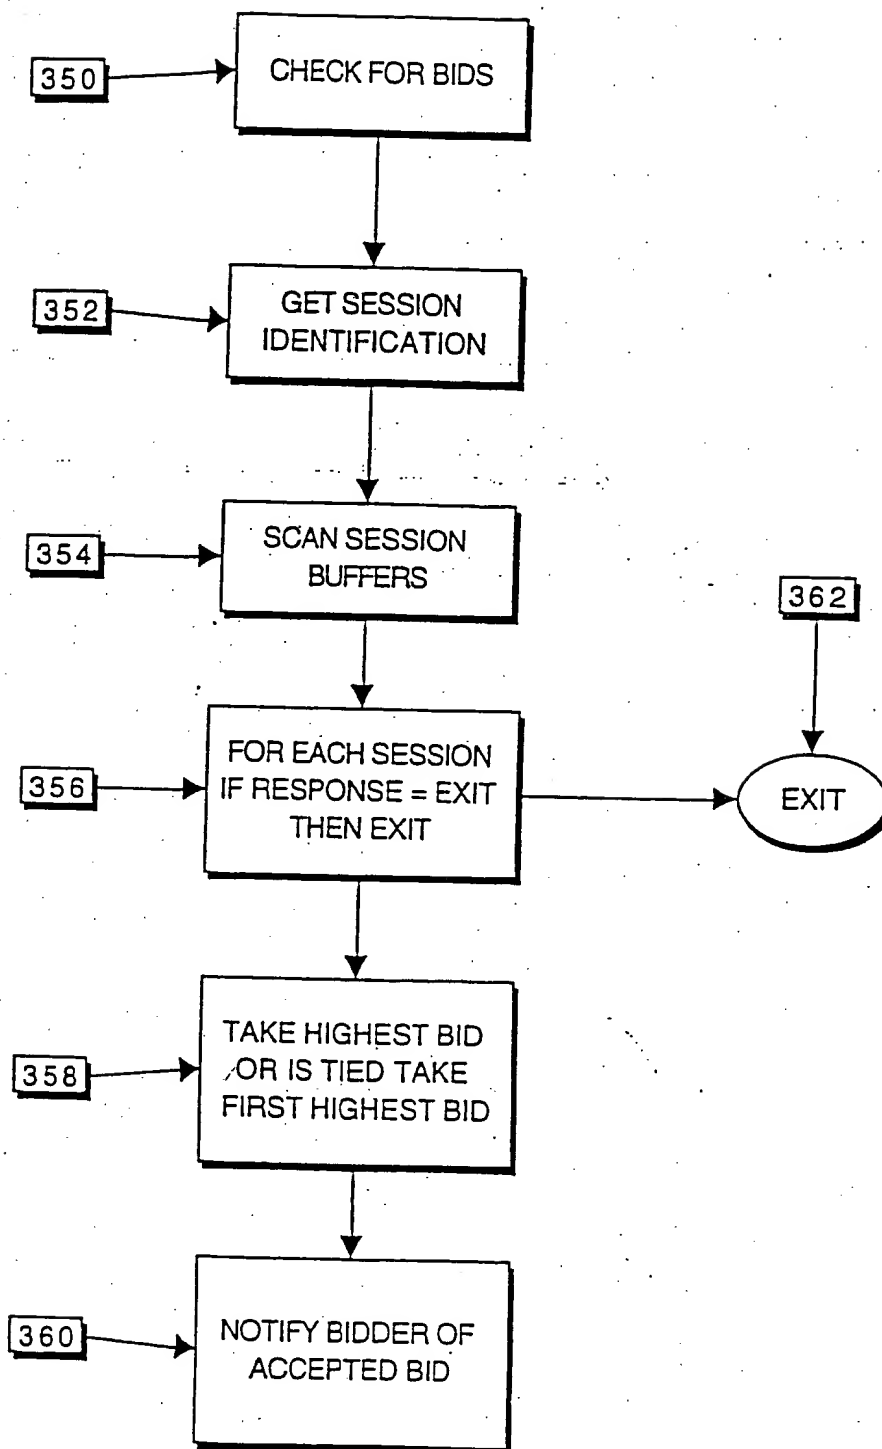 350
CHECK FOR BIDS
352
GET SESSION
IDENTIFICATION
354
SCAN SESSION
BUFFERS
362
356
FOR EACH SESSION
IF RESPONSE = EXIT
THEN EXIT
EXIT
358
TAKE HIGHEST BID
OR IS TIED TAKE
FIRST HIGHEST BID
360
NOTIFY BIDDER OF
ACCEPTED BID